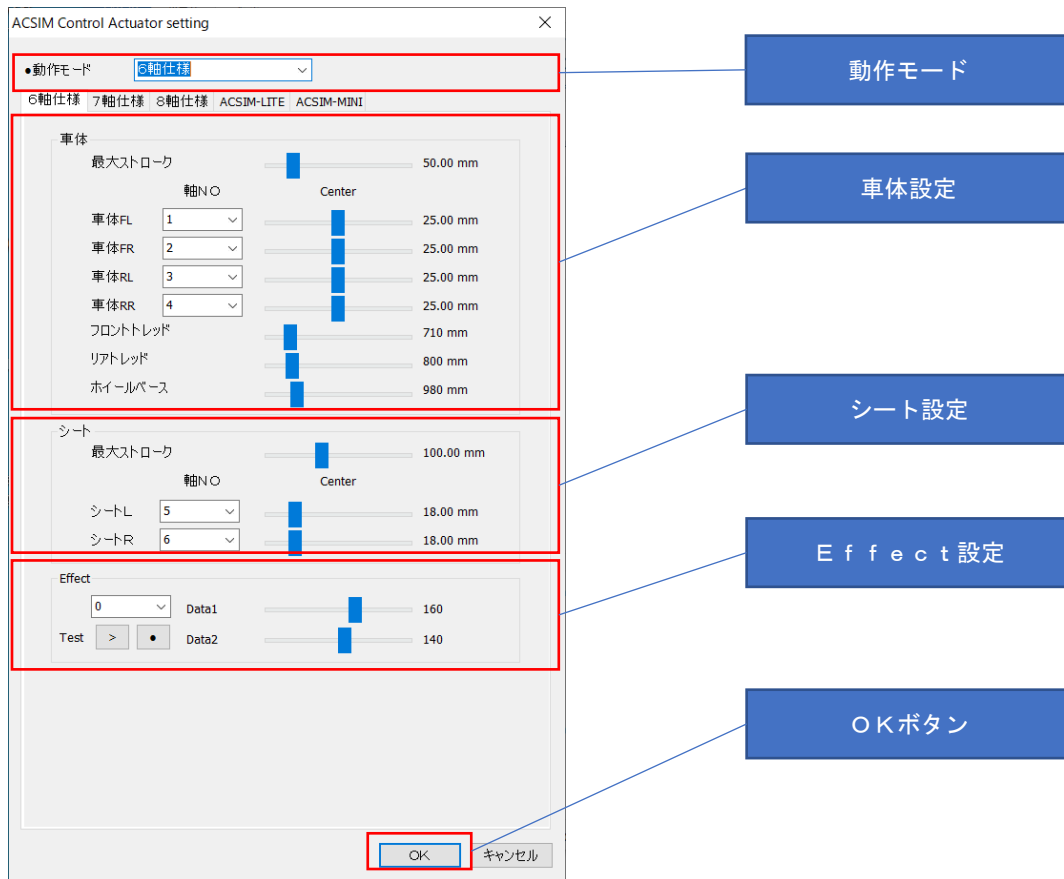 ACSIM Control Actuator setting
●動作モード 6軸仕様
6軸仕様 7軸仕様 8軸仕様 ACSIM-LITE ACSIM-MINI
車体
最大ストローク 50.00 mm
軸NO Center
車体FL 1 25.00 mm
車体FR 2 25.00 mm
車体RL 3 25.00 mm
車体RR 4 25.00 mm
フロントトレッド 710 mm
リアトレッド 800 mm
ホイールベース 980 mm
シート
最大ストローク 100.00 mm
軸NO Center
シートL 5 18.00 mm
シートR 6 18.00 mm
Effect
0 Data1 160
Test > ● Data2 140
OK キャンセル
動作モード
車体設定
シート設定
Effect設定
OKボタン